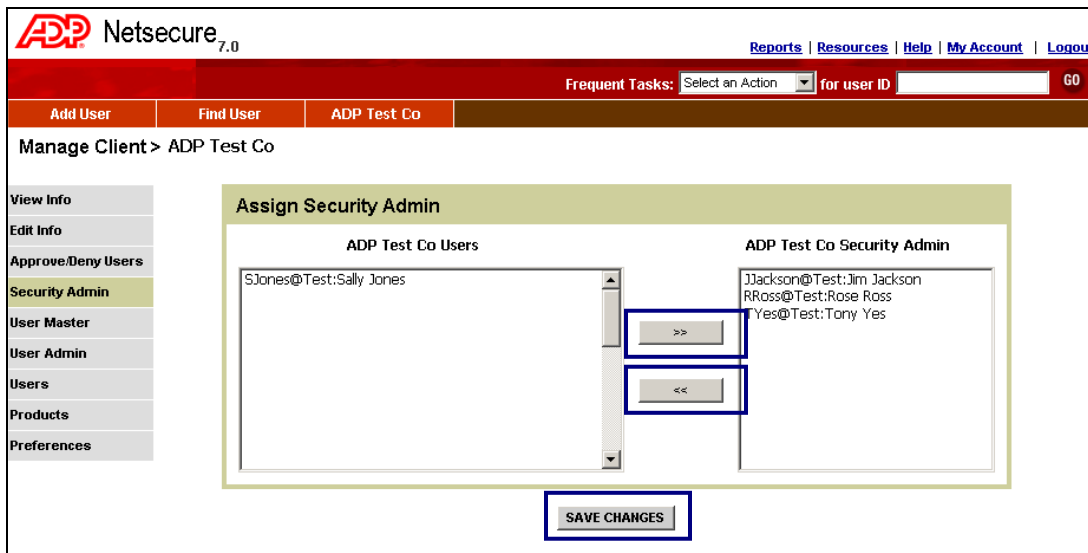 ADP Netsecure 7.0
Reports | Resources | Help | My Account | Logou
Frequent Tasks: Select an Action for user ID GO
Add User Find User ADP Test Co
Manage Client > ADP Test Co
View Info
Edit Info
Approve/Deny Users
Security Admin
User Master
User Admin
Users
Products
Preferences
Assign Security Admin
ADP Test Co Users
SJones@Test:Sally Jones
>>
<<
ADP Test Co Security Admin
JJackson@Test:Jim Jackson
RRoss@Test:Rose Ross
TYes@Test:Tony Yes
SAVE CHANGES